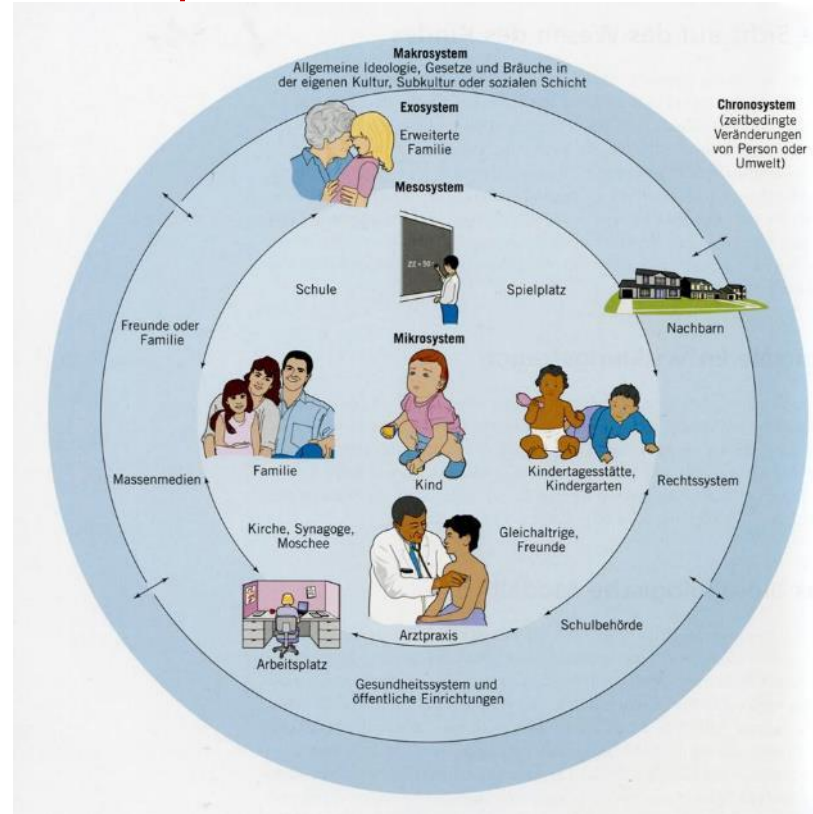 Makrosystem
Allgemeine Ideologie, Gesetze und Bräuche in
der eigenen Kultur, Subkultur oder sozialen Schicht
Chronosystem
(zeitbedingte
Veränderungen
von Person oder
Umwelt)
Exosystem
Erweiterte
Familie
Mesosystem
Schule
Spielplatz
Freunde oder
Familie
Nachbarn
Mikrosystem
Familie
Kind
Kindertagesstätte,
Kindergarten
Massenmedien
Rechtssystem
Kirche, Synagoge,
Moschee
Gleichaltrige,
Freunde
Arbeitsplatz
Arztpraxis
Schulbehörde
Gesundheitssystem und
öffentliche Einrichtungen